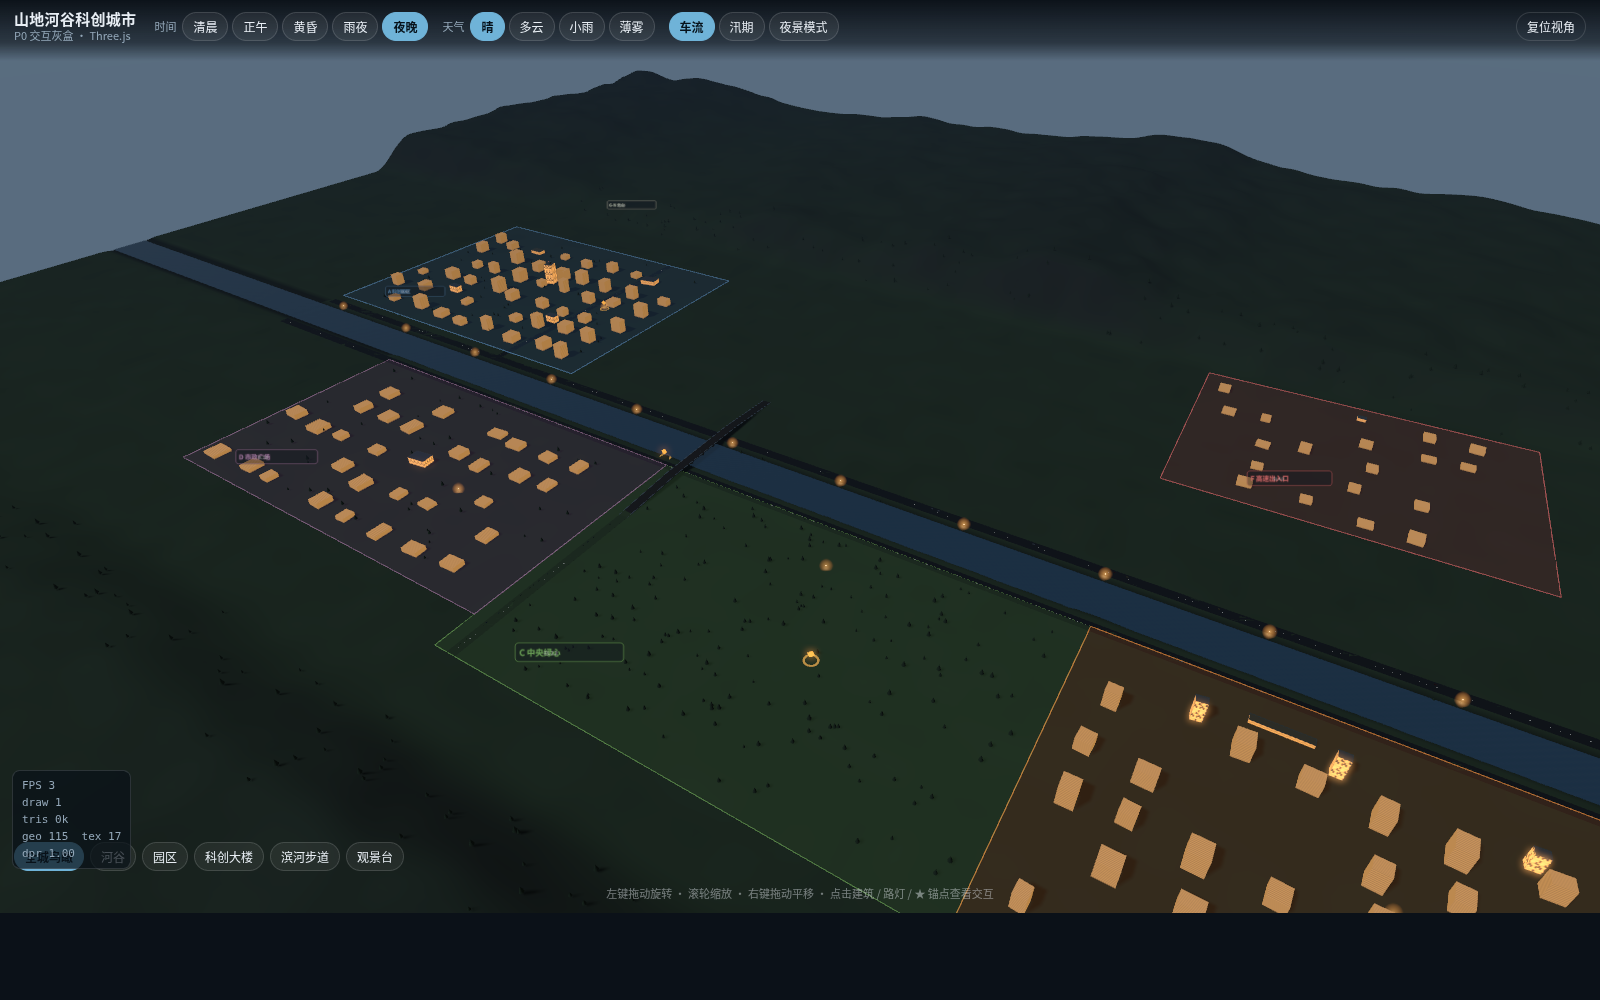 山地河谷科创城市
P0 交互灰盒 · Three.js
时间 清晨 正午 黄昏 雨夜 夜晚 天气 晴 多云 小雨 薄雾 车流 汛期 夜景模式 复位视角
C 中央绿心
FPS 3
draw 1
tris 0k
geo 115 tex 17
dpr 1.00
河谷 园区 科创大楼 滨河步道 观景台
左键拖动旋转 · 滚轮缩放 · 右键拖动平移 · 点击建筑 / 路灯 / ★ 锚点查看交互